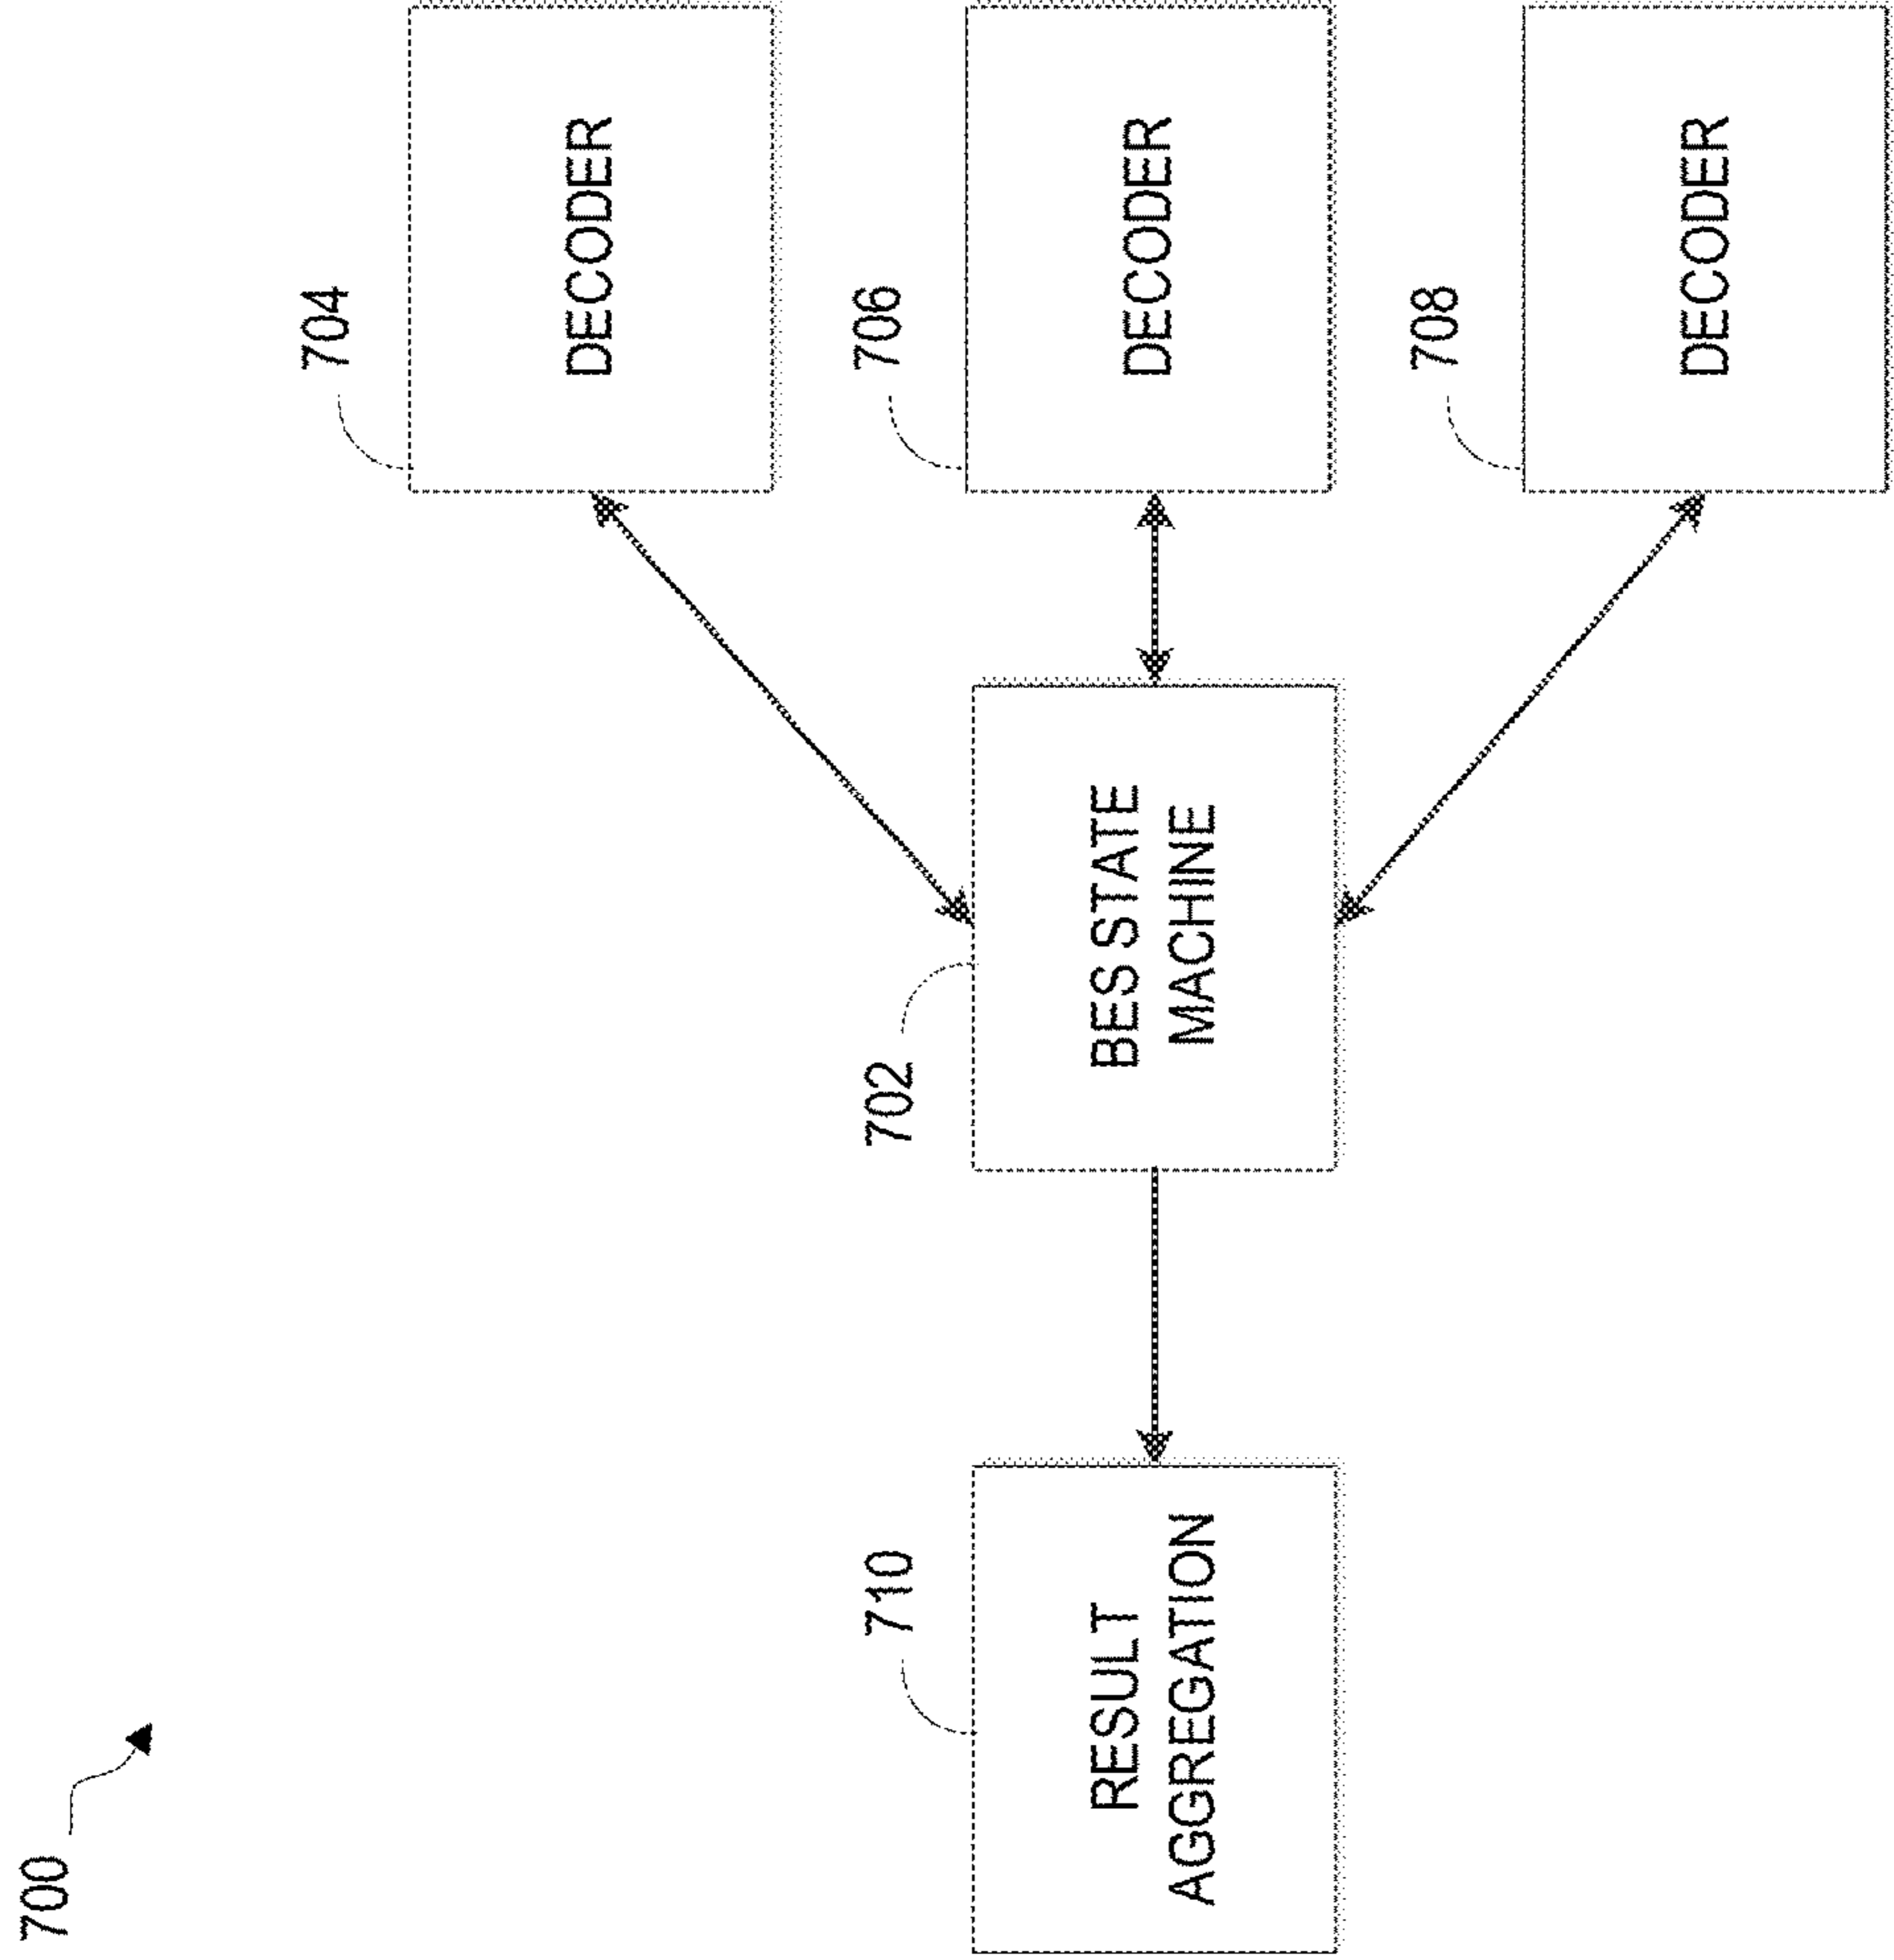 700
710
RESULT
AGGREGATION
702
BES STATE
MACHINE
704
DECODER
706
DECODER
708
DECODER